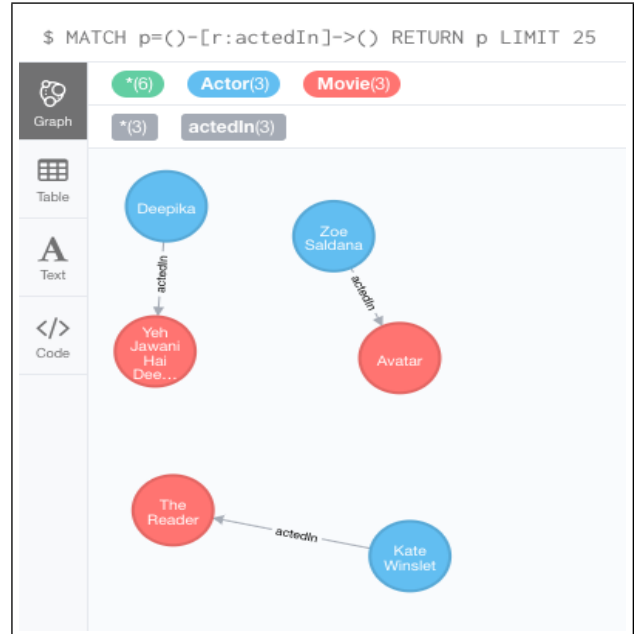 $ MATCH p=()-[r:actedIn]->() RETURN p LIMIT 25
*(6) Actor(3) Movie(3)
*(3) actedIn(3)
Graph
Table
Text
Code
Deepika
actedIn
Yeh
Jawani
Hai
Dee...
Zoe
Saldana
actedIn
Avatar
The
Reader
actedIn
Kate
Winslet